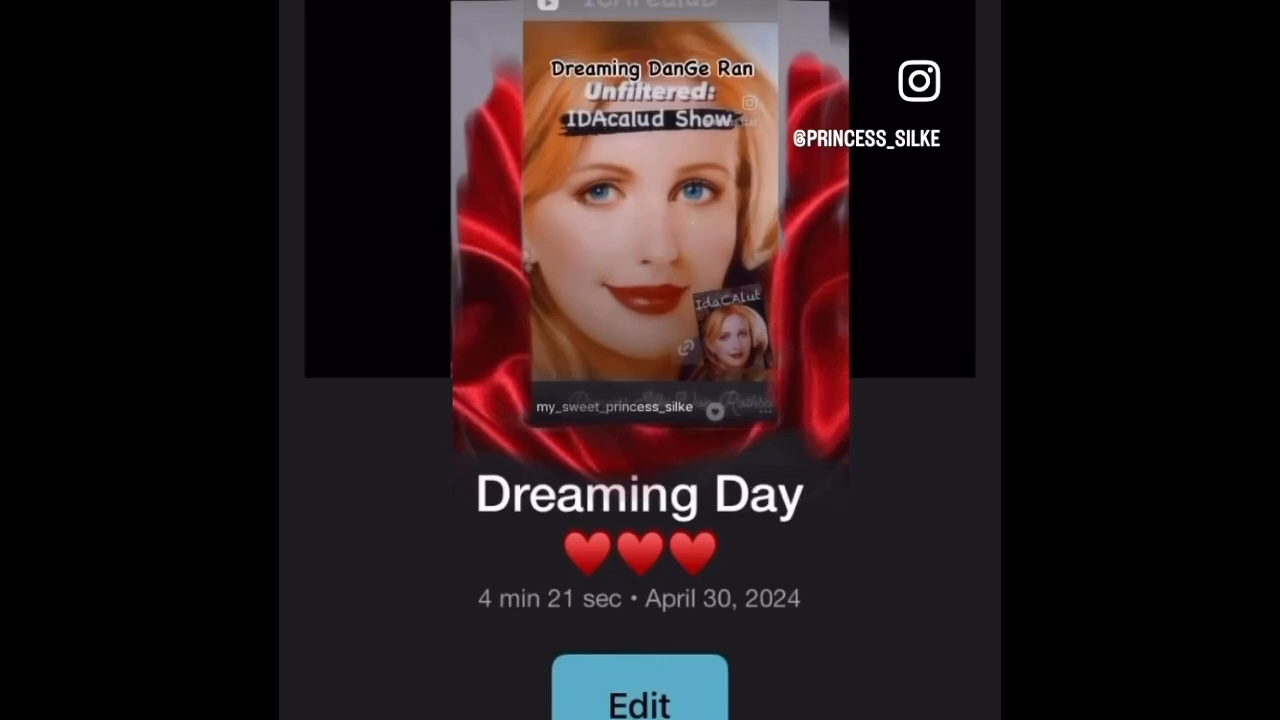 Dreaming DanGe Ran
Unfiltered:
IDAcalud Show
@PRINCESS_SILKE
IdaCALut
my_sweet_princess_silke
Dreaming Day
❤️❤️❤️
4 min 21 sec • April 30, 2024
Edit